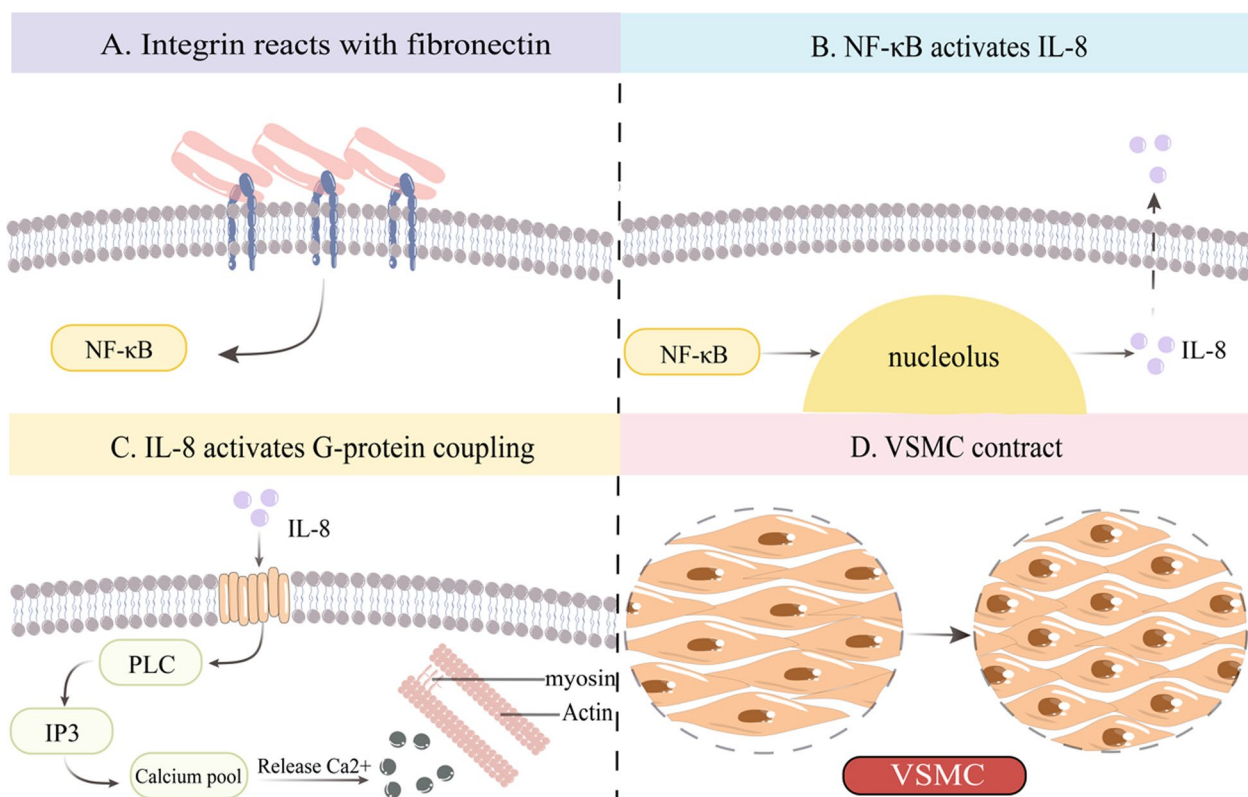 A. Integrin reacts with fibronectin
B. NF-κB activates IL-8
NF-κB
NF-κB
nucleolus
IL-8
C. IL-8 activates G-protein coupling
D. VSMC contract
IL-8
PLC
myosin
Actin
IP3
Calcium pool
Release Ca2+
VSMC